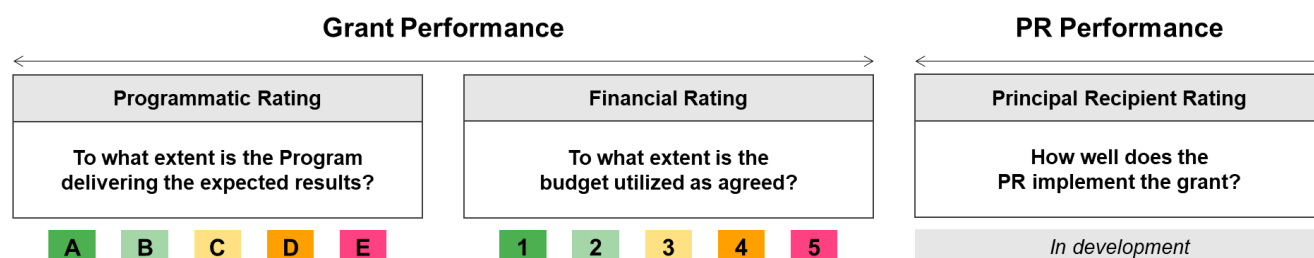 Grant Performance
PR Performance
Programmatic Rating
Financial Rating
Principal Recipient Rating
To what extent is the Program
delivering the expected results?
To what extent is the
budget utilized as agreed?
How well does the
PR implement the grant?
A B C D E
1 2 3 4 5
In development